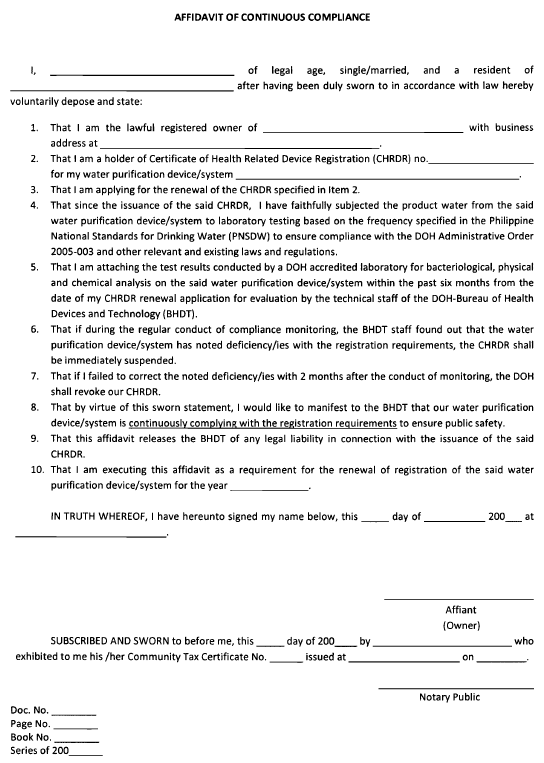 AFFIDAVIT OF CONTINUOUS COMPLIANCE
I, ______________________ of legal age, single/married, and a resident of
______________________ after having been duly sworn to in accordance with law hereby
voluntarily depose and state:
1. That I am the lawful registered owner of ______________________ with business
address at ______________________.
2. That I am a holder of Certificate of Health Related Device Registration (CHRDR) no.______________
for my water purification device/system ______________________.
3. That I am applying for the renewal of the CHRDR specified in Item 2.
4. That since the issuance of the said CHRDR, I have faithfully subjected the product water from the said
water purification device/system to laboratory testing based on the frequency specified in the Philippine
National Standards for Drinking Water (PNSDW) to ensure compliance with the DOH Administrative Order
2005-003 and other relevant and existing laws and regulations.
5. That I am attaching the test results conducted by a DOH accredited laboratory for bacteriological, physical
and chemical analysis on the said water purification device/system within the past six months from the
date of my CHRDR renewal application for evaluation by the technical staff of the DOH-Bureau of Health
Devices and Technology (BHDT).
6. That if during the regular conduct of compliance monitoring, the BHDT staff found out that the water
purification device/system has noted deficiency/ies with the registration requirements, the CHRDR shall
be immediately suspended.
7. That if I failed to correct the noted deficiency/ies with 2 months after the conduct of monitoring, the DOH
shall revoke our CHRDR.
8. That by virtue of this sworn statement, I would like to manifest to the BHDT that our water purification
device/system is continuously complying with the registration requirements to ensure public safety.
9. That this affidavit releases the BHDT of any legal liability in connection with the issuance of the said
CHRDR.
10. That I am executing this affidavit as a requirement for the renewal of registration of the said water
purification device/system for the year ______________.
IN TRUTH WHEREOF, I have hereunto signed my name below, this _____ day of ___________ 200___ at
______________________.
Affiant
(Owner)
SUBSCRIBED AND SWORN to before me, this _____ day of 200____ by ______________________ who
exhibited to me his /her Community Tax Certificate No. ______ issued at ______________ on _________.
Notary Public
Doc. No. ________
Page No. ________
Book No. ________
Series of 200______